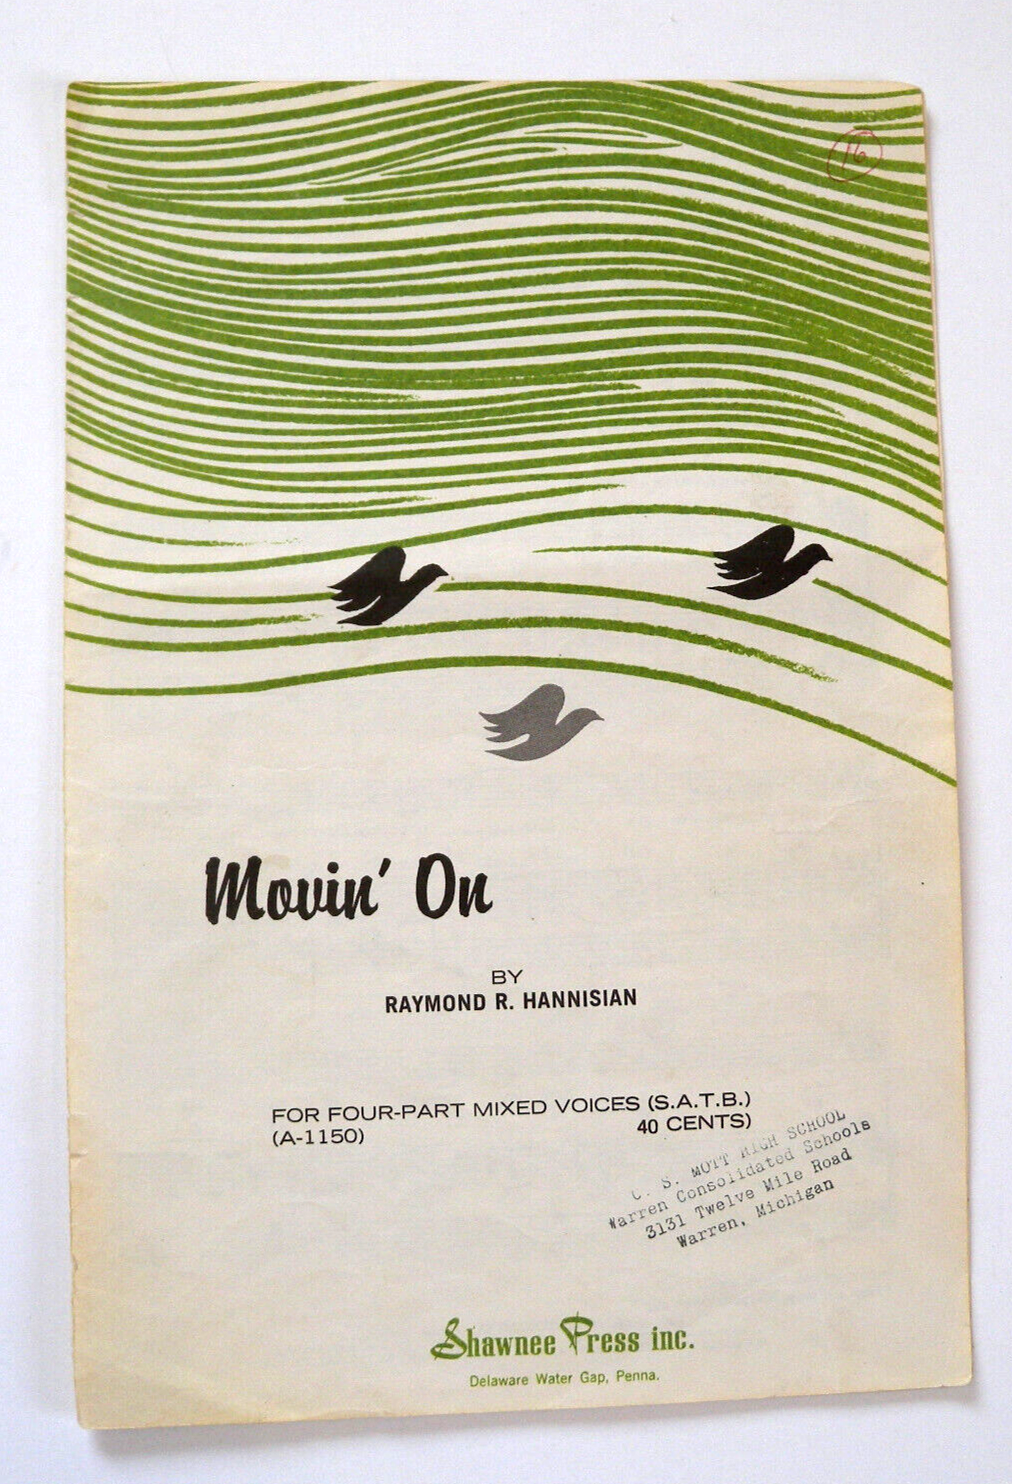 16
Movin' On
BY
RAYMOND R. HANNISIAN
FOR FOUR-PART MIXED VOICES (S.A.T.B.)
(A-1150) 40 CENTS)
C. S. MOTT HIGH SCHOOL
Warren Consolidated Schools
3131 Twelve Mile Road
Warren, Michigan
Shawnee Press inc.
Delaware Water Gap, Penna.